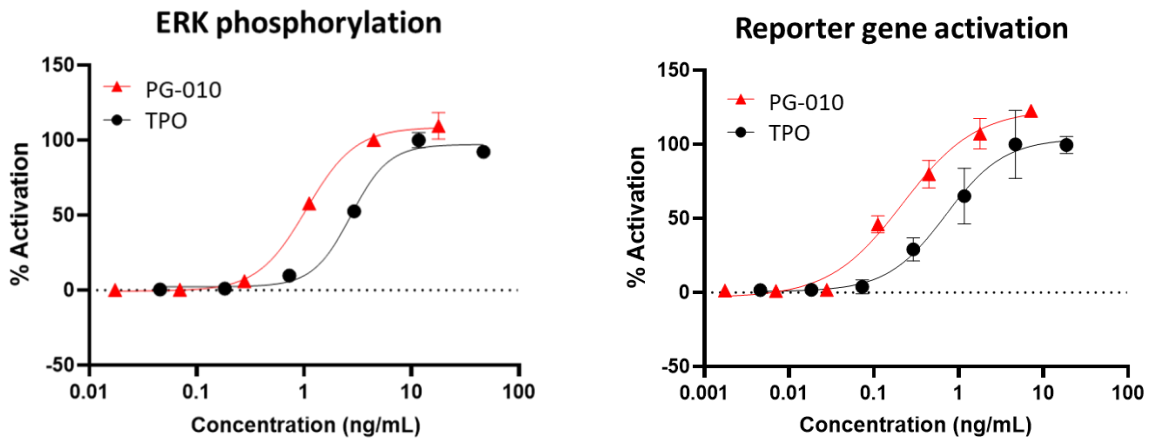 ERK phosphorylation
150
100
50
0
-50
PG-010
TPO
% Activation
0.01 0.1 1 10 100
Concentration (ng/mL)
Reporter gene activation
150
100
50
0
-50
PG-010
TPO
% Activation
0.001 0.01 0.1 1 10 100
Concentration (ng/mL)